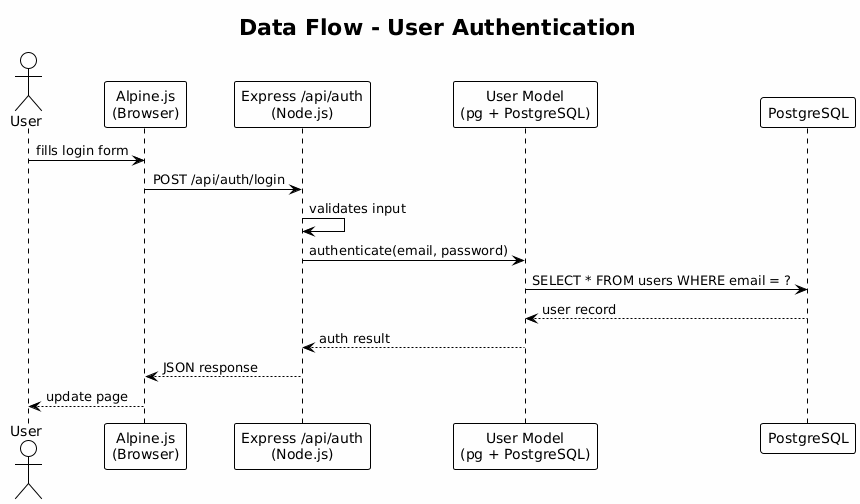 Data Flow - User Authentication
User
Alpine.js
(Browser)
Express /api/auth
(Node.js)
User Model
(pg + PostgreSQL)
PostgreSQL
fills login form
POST /api/auth/login
validates input
authenticate(email, password)
SELECT * FROM users WHERE email = ?
user record
auth result
JSON response
update page
User
Alpine.js
(Browser)
Express /api/auth
(Node.js)
User Model
(pg + PostgreSQL)
PostgreSQL